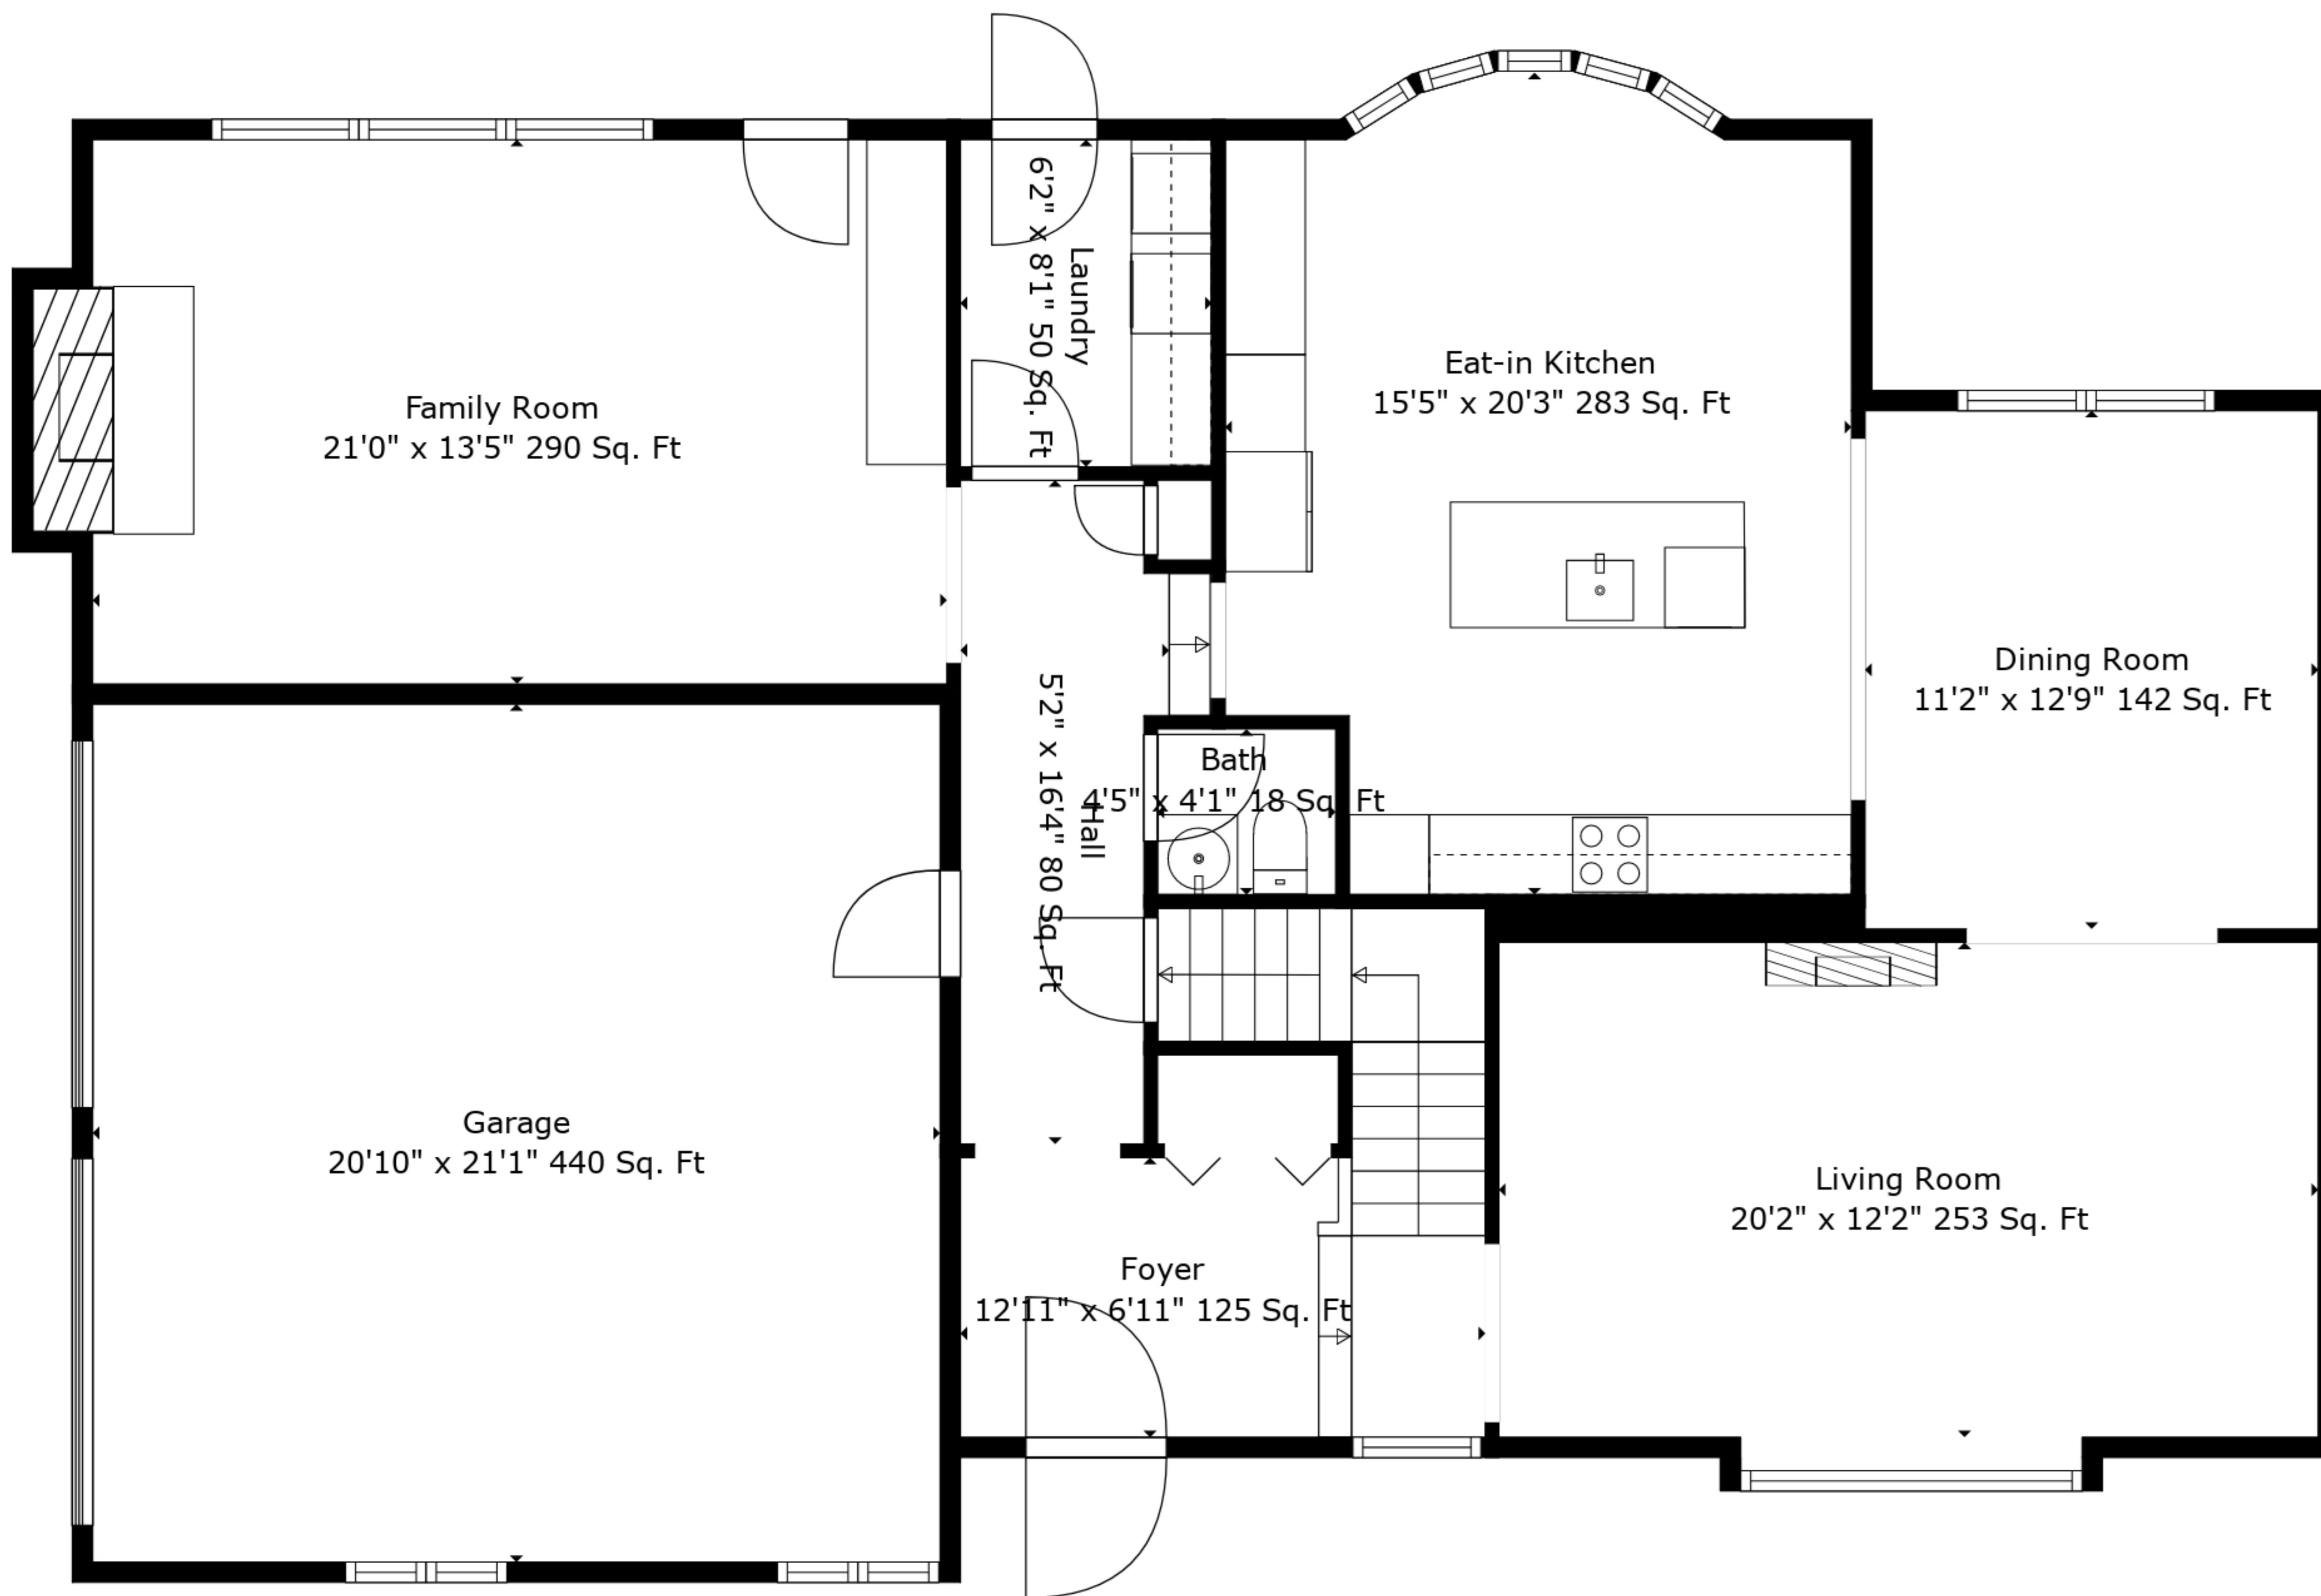 Laundry
6'2" x 8'1" 50 Sq. Ft
Eat-in Kitchen
15'5" x 20'3" 283 Sq. Ft
Family Room
21'0" x 13'5" 290 Sq. Ft
Dining Room
11'2" x 12'9" 142 Sq. Ft
Bath
4'5" x 4'1" 18 Sq. Ft
Hall
5'2" x 16'4" 80 Sq. Ft
Garage
20'10" x 21'1" 440 Sq. Ft
Living Room
20'2" x 12'2" 253 Sq. Ft
Foyer
12'11" x 6'11" 125 Sq. Ft